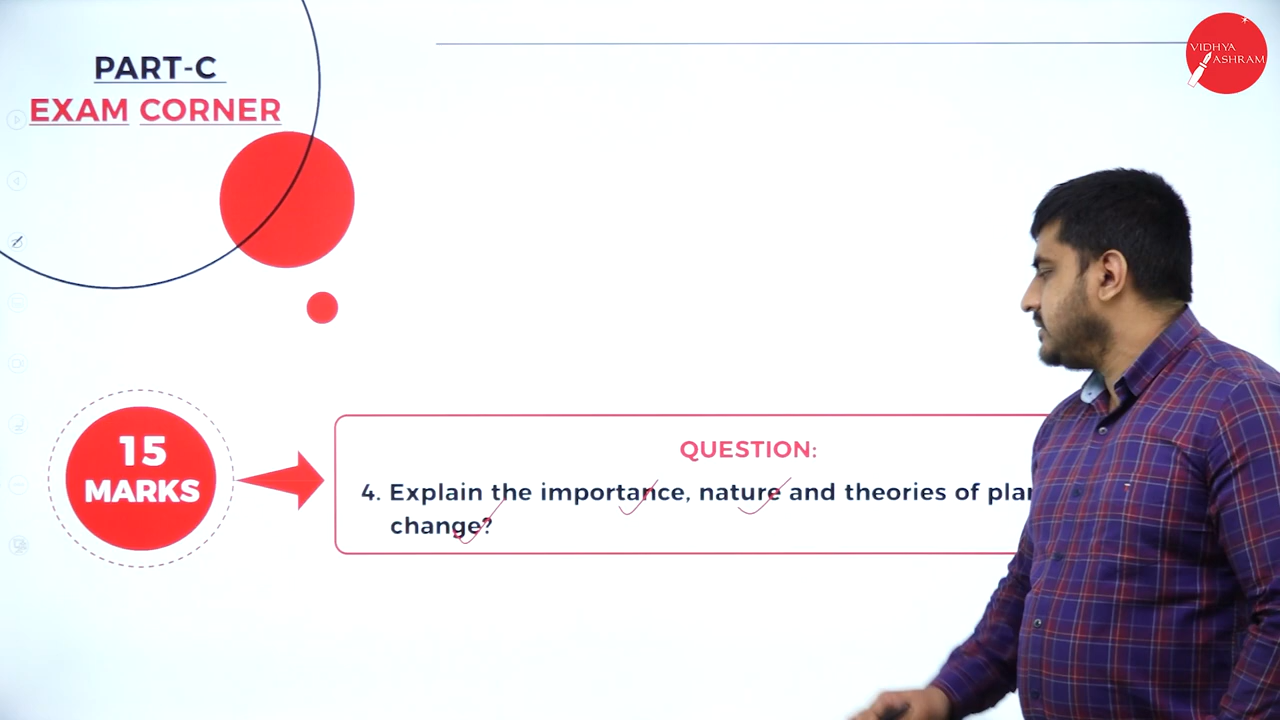 PART-C
EXAM CORNER
VIDHYA
ASHRAM
15
MARKS
QUESTION:
4. Explain the importance, nature and theories of
change?